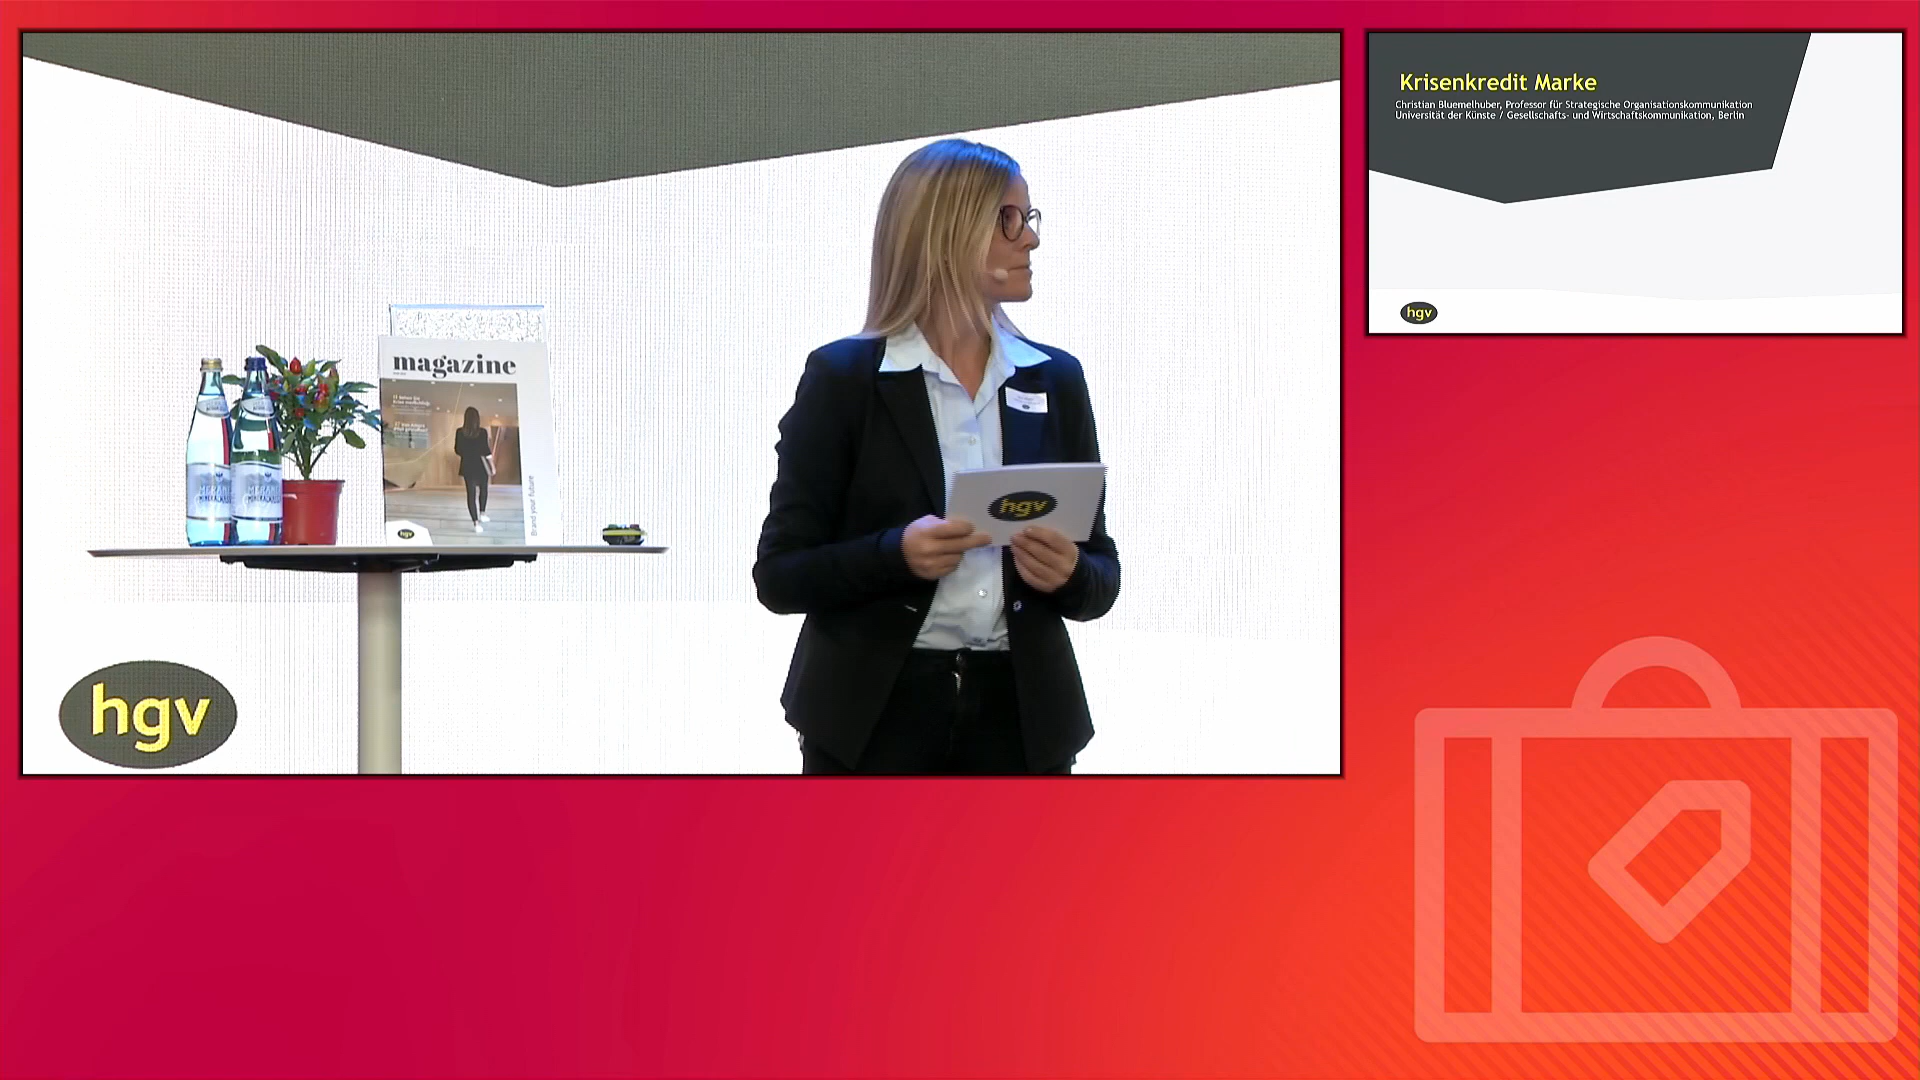 magazine
Brand your future
hgv
hgv
hgv
Krisenkredit Marke
Christian Bluemelhuber, Professor für Strategische Organisationskommunikation
Universität der Künste / Gesellschafts- und Wirtschaftskommunikation, Berlin
hgv